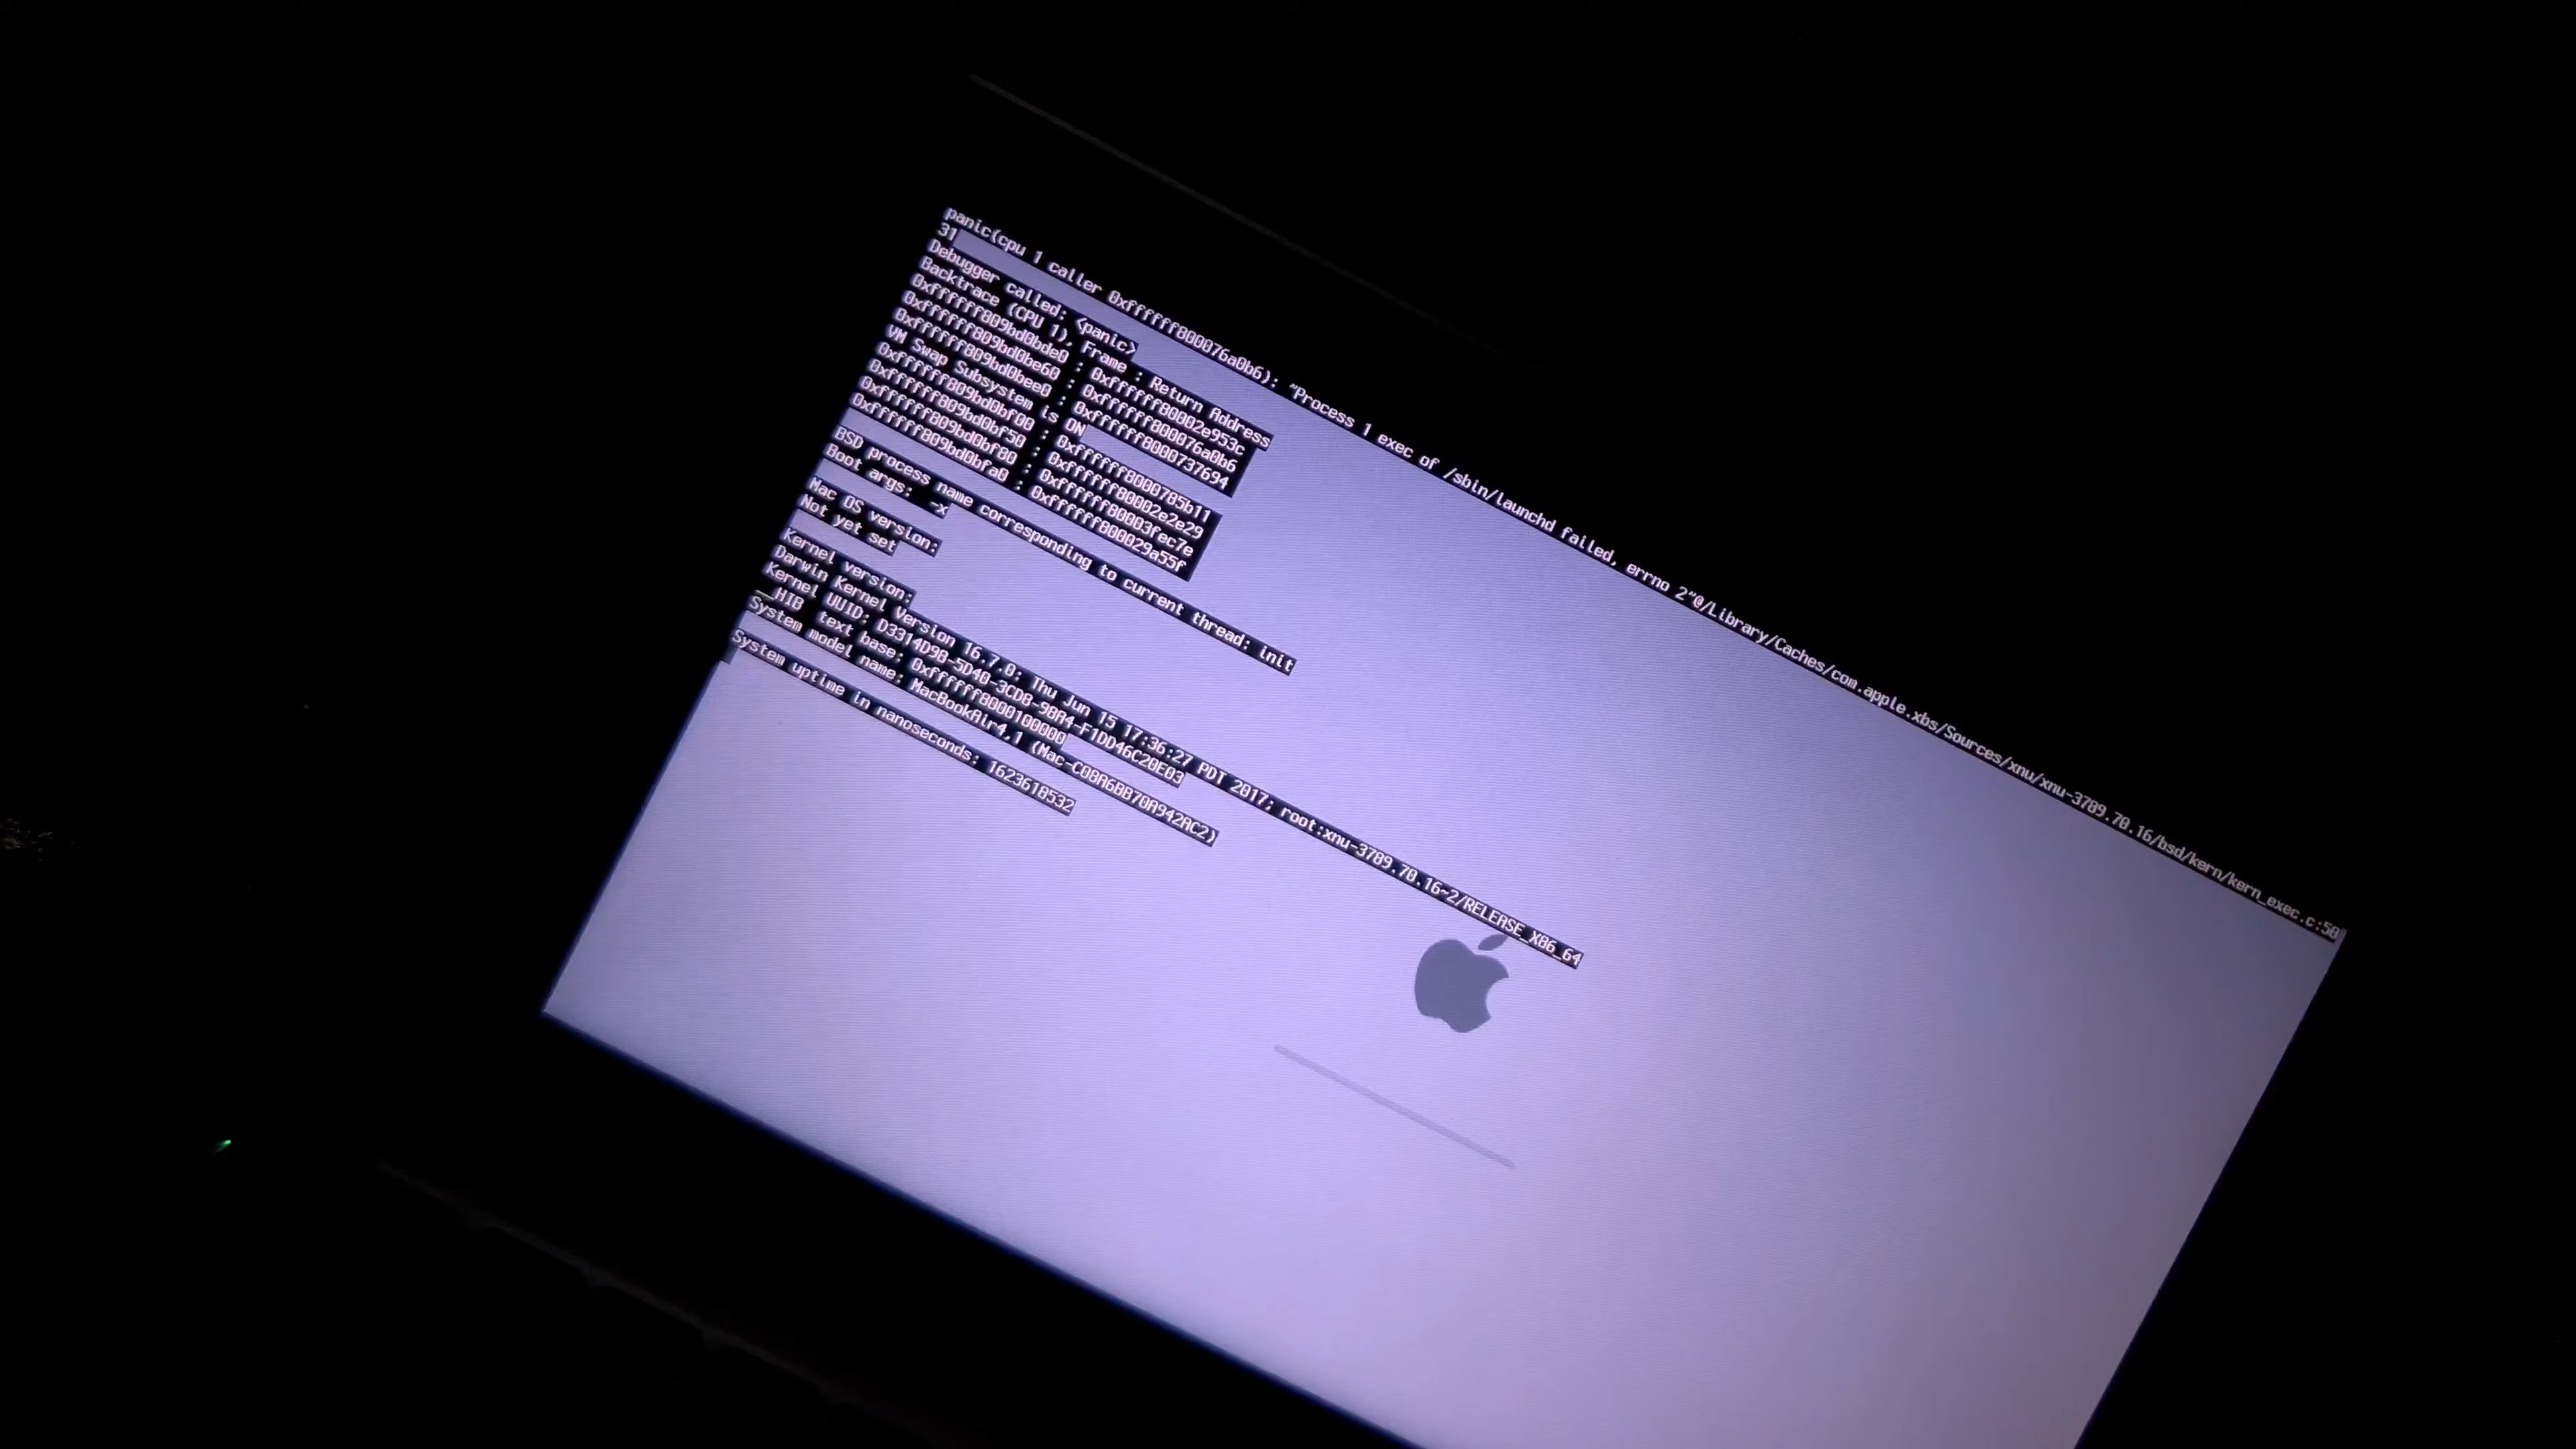 panic(cpu 1 caller 0xffffff800076a0b6): "Process 1 exec of /sbin/launchd failed, errno 2"@/Library/Caches/com.apple.xbs/Sources/xnu/xnu-3789.70.16/bsd/kern/kern_exec.c:50
31
Debugger called: <panic>
Backtrace (CPU 1), Frame : Return Address
0xffffff809bd0bde0 : 0xffffff80002e953c
0xffffff809bd0be60 : 0xffffff800076a0b6
0xffffff809bd0bee0 : 0xffffff8000737694
VM Swap Subsystem is ON
0xffffff809bd0bf00 : 0xffffff8000785b11
0xffffff809bd0bf50 : 0xffffff80002e2e29
0xffffff809bd0bf80 : 0xffffff80003fec7e
0xffffff809bd0bfa0 : 0xffffff800029a55f
BSD process name corresponding to current thread: init
Boot args: -x
Mac OS version:
Not yet set
Kernel version:
Darwin Kernel Version 16.7.0: Thu Jun 15 17:36:27 PDT 2017; root:xnu-3789.70.16~2/RELEASE_X86_64
Kernel UUID: D3314D98-5D40-3CD8-98A4-F1DD46C20E03
__HIB text base: 0xffffff8000100000
System model name: MacBookAir4,1 (Mac-C08A6BB70A942AC2)
System uptime in nanoseconds: 1623618532